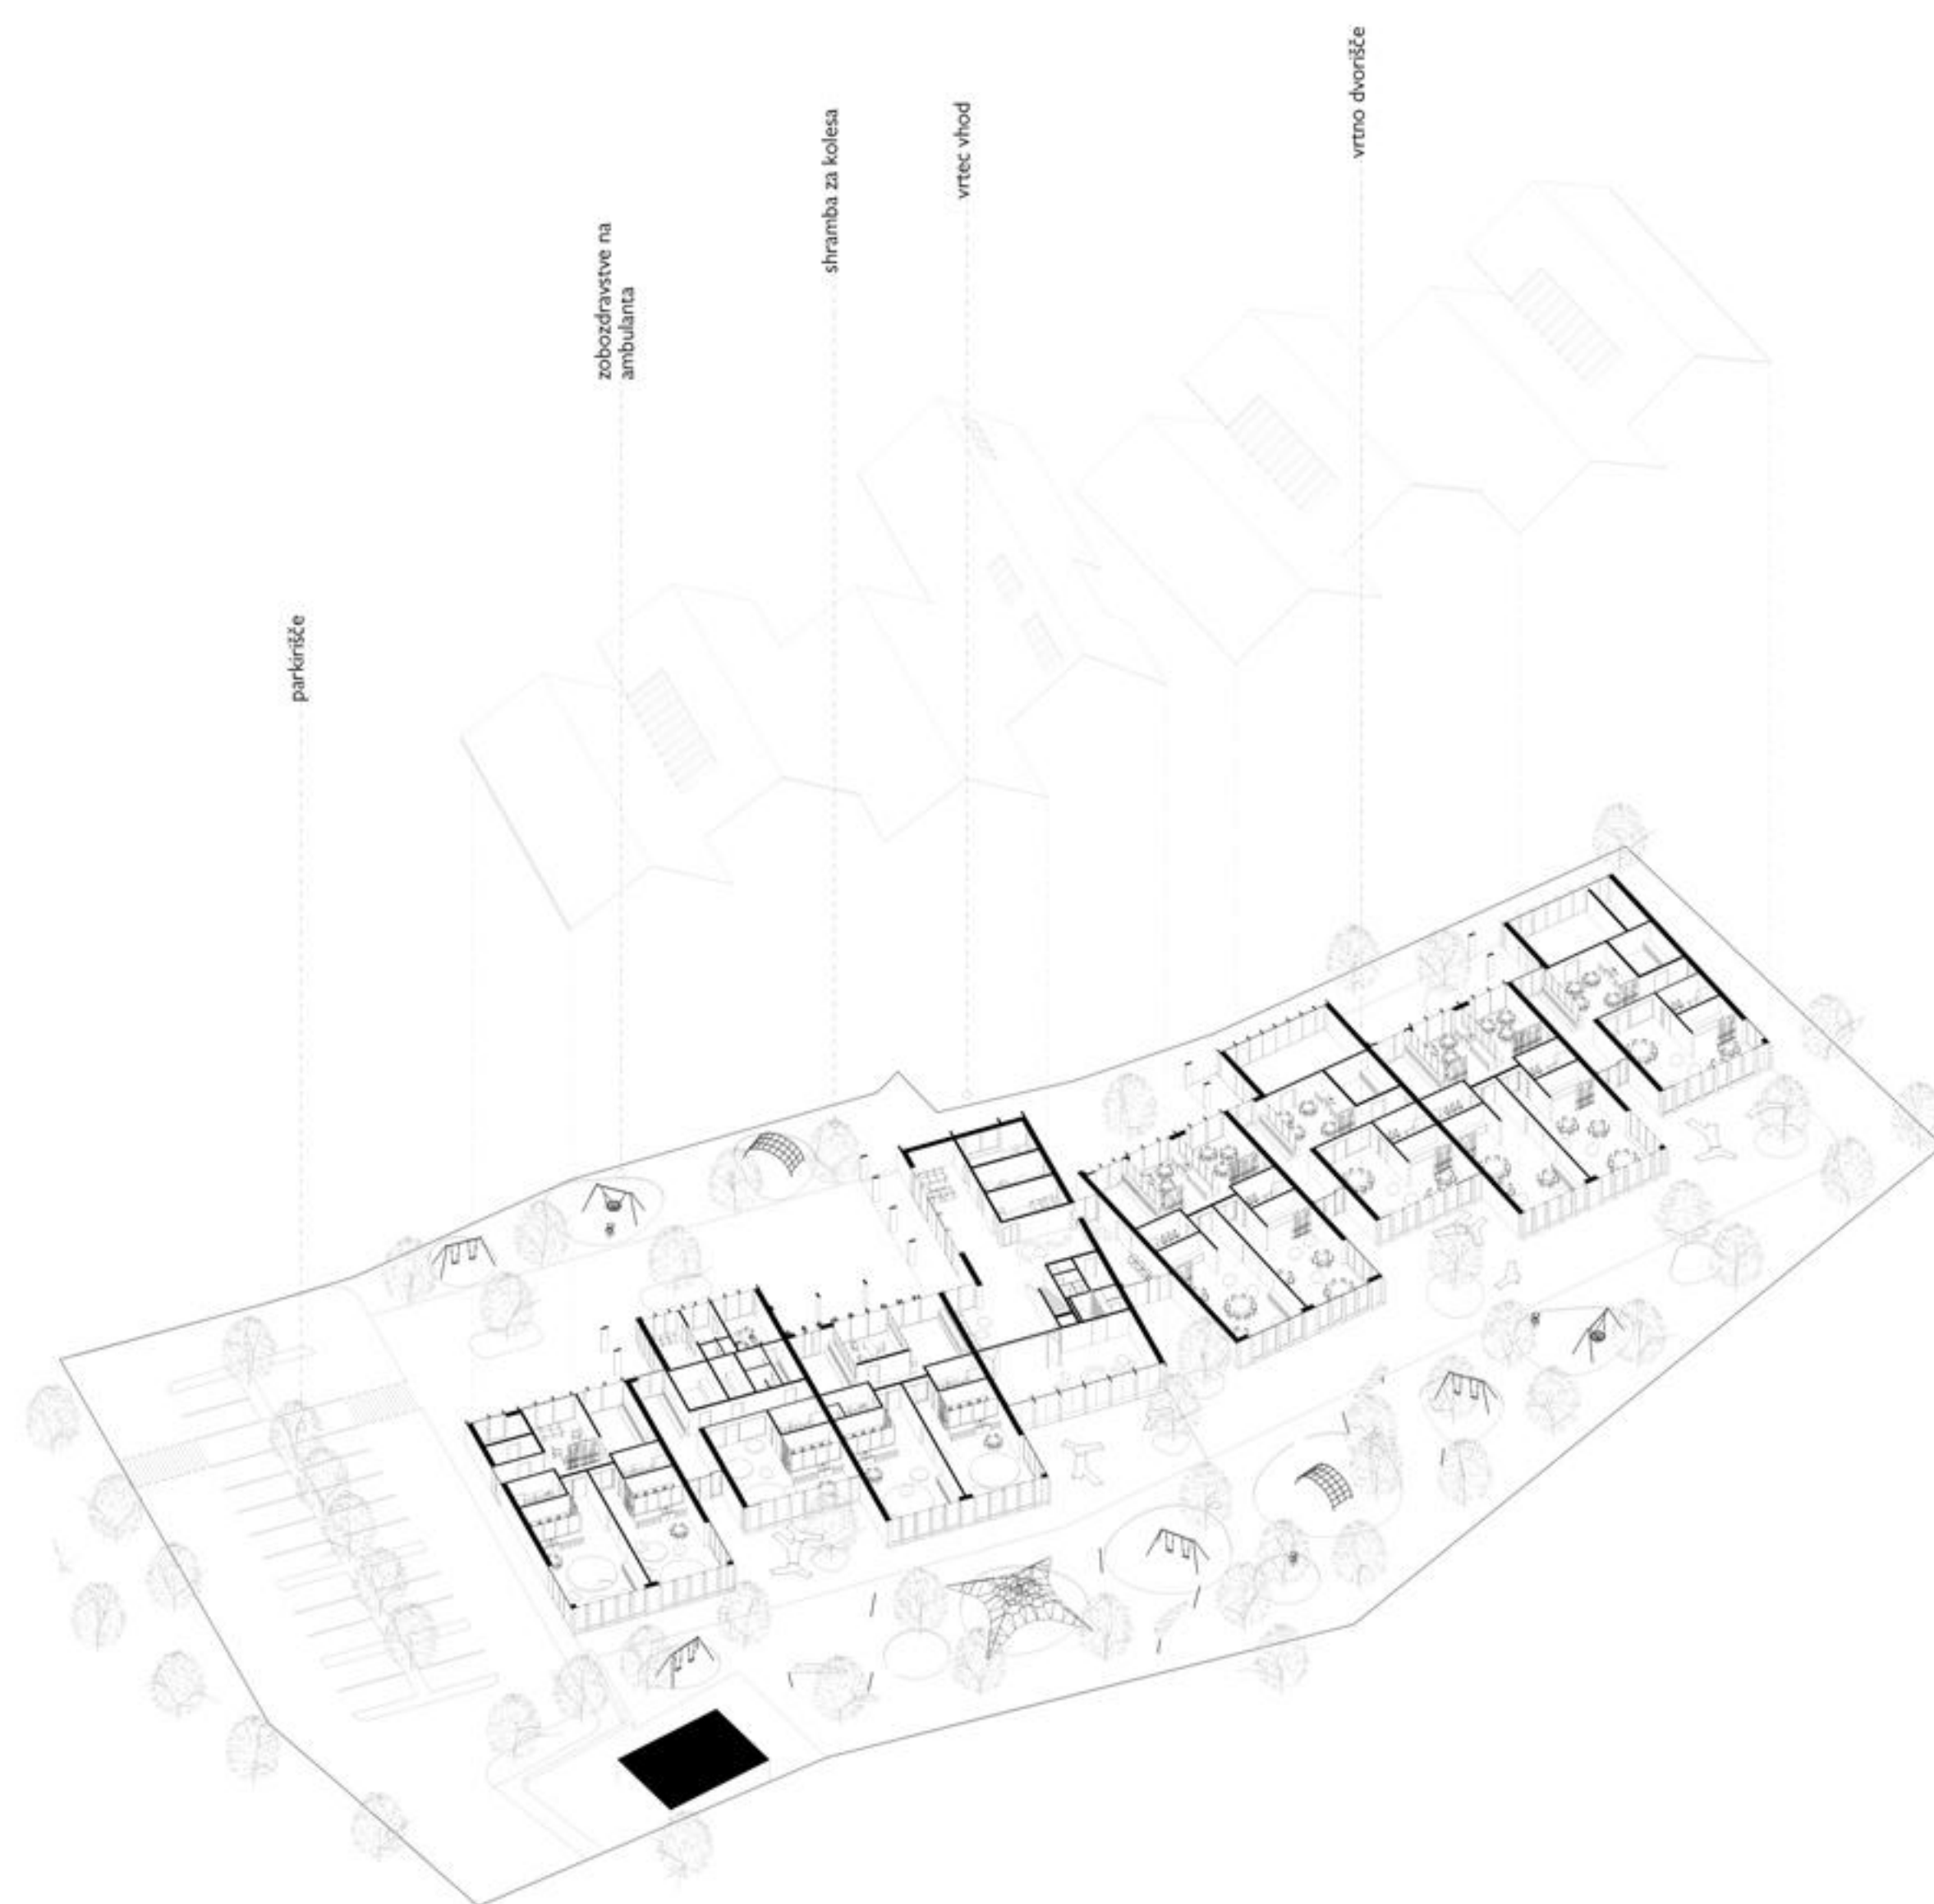 parkirišče
zobozdravstve na
ambulanta
shramba za kolesa
vrtec vhod
vrtno dvorišče